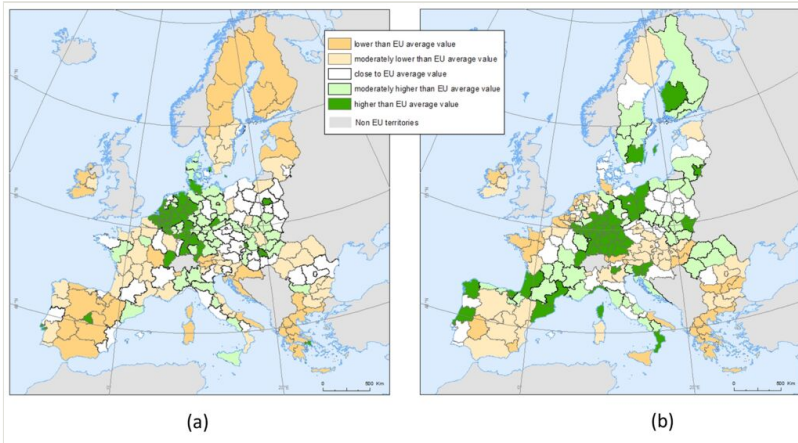 lower than EU average value
moderately lower than EU average value
close to EU average value
moderately higher than EU average value
higher than EU average value
Non EU territories
0 500 Km
0 500 Km
(a)
(b)